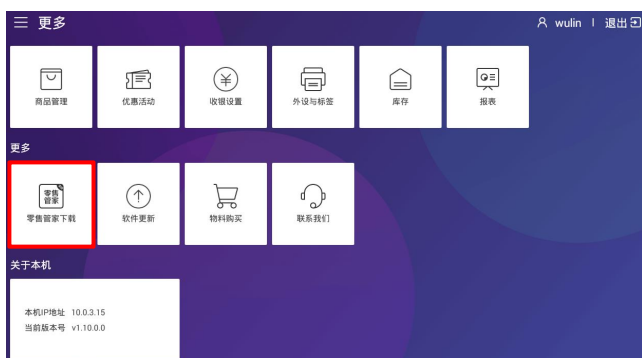 更多
wulin | 退出
商品管理
优惠活动
收银设置
外设与标签
库存
报表
更多
零售
管家
零售管家下载
软件更新
物料购买
联系我们
关于本机
本机IP地址 10.0.3.15
当前版本号 v1.10.0.0